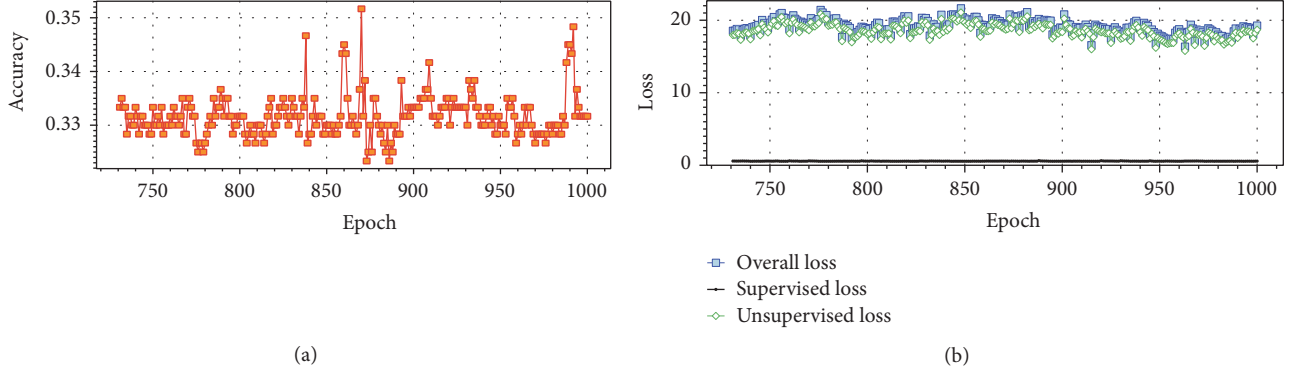 0.35
0.34
0.33
Accuracy
750 800 850 900 950 1000
Epoch
(a)
20
10
0
Loss
750 800 850 900 950 1000
Epoch
Overall loss
Supervised loss
Unsupervised loss
(b)